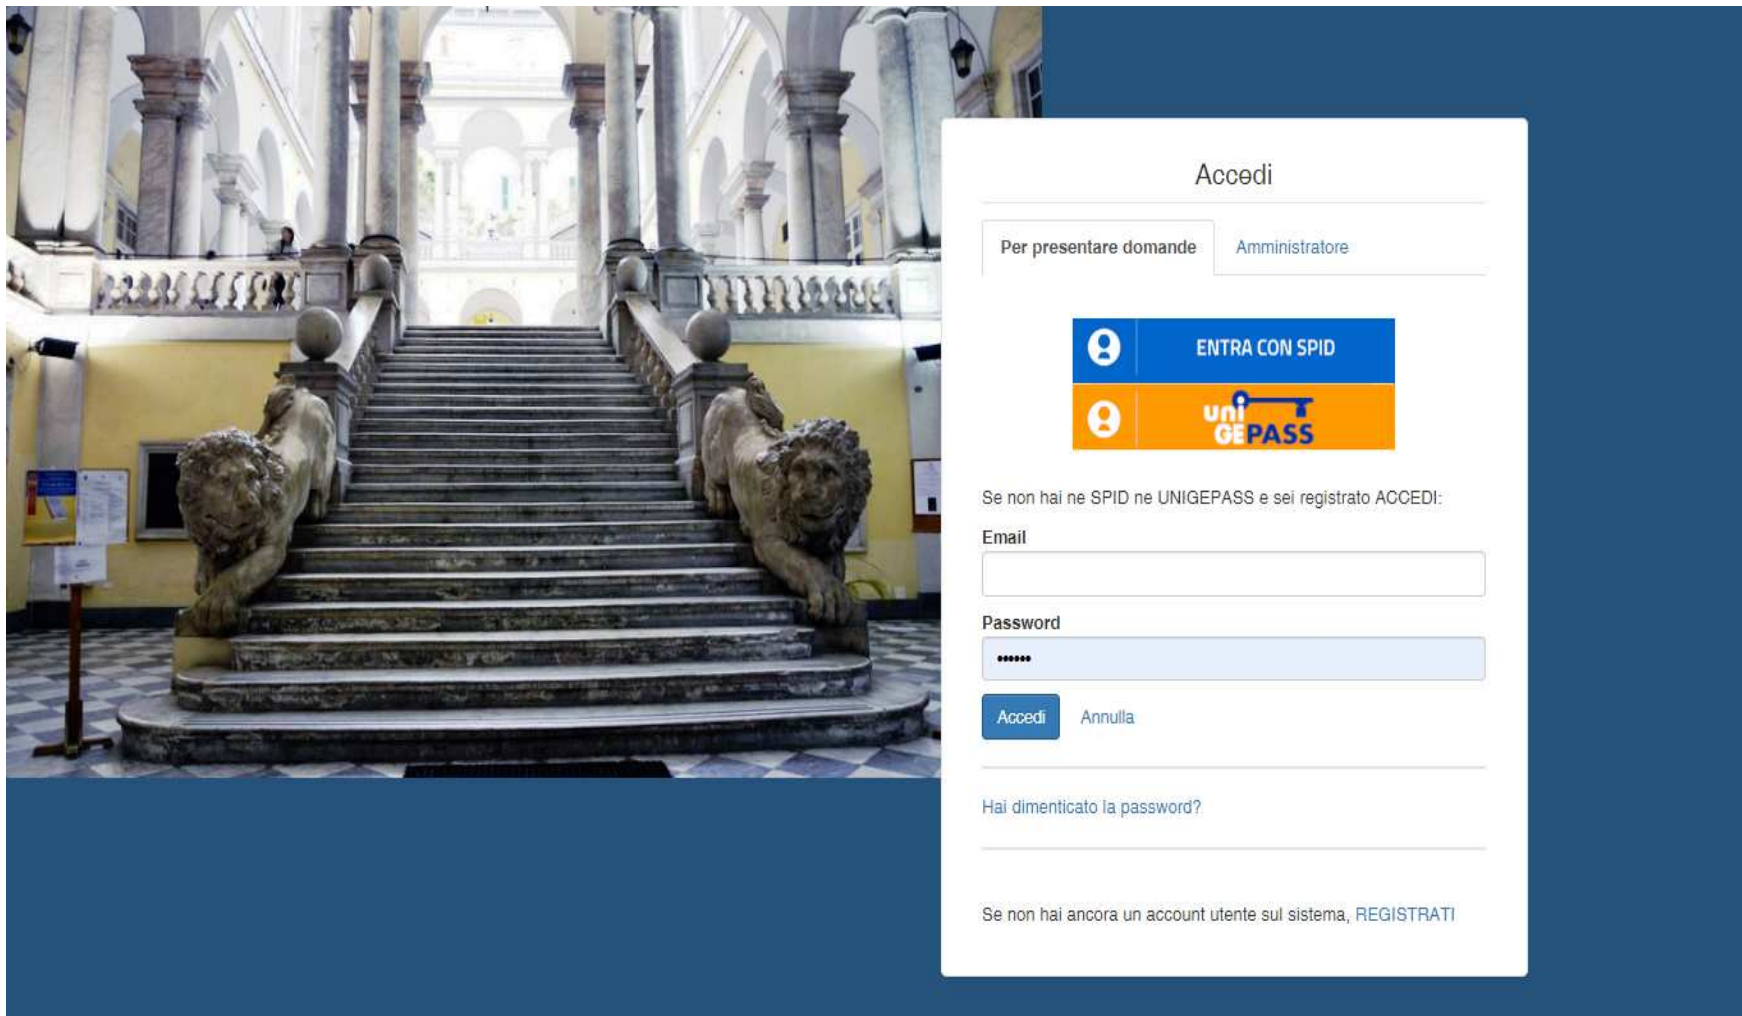 Accedi
Per presentare domande
Amministratore
ENTRA CON SPID
uni
GEPASS
Se non hai ne SPID ne UNIGEPASS e sei registrato ACCEDI:
Email
Password
••••••
Accedi
Annulla
Hai dimenticato la password?
Se non hai ancora un account utente sul sistema, REGISTRATI